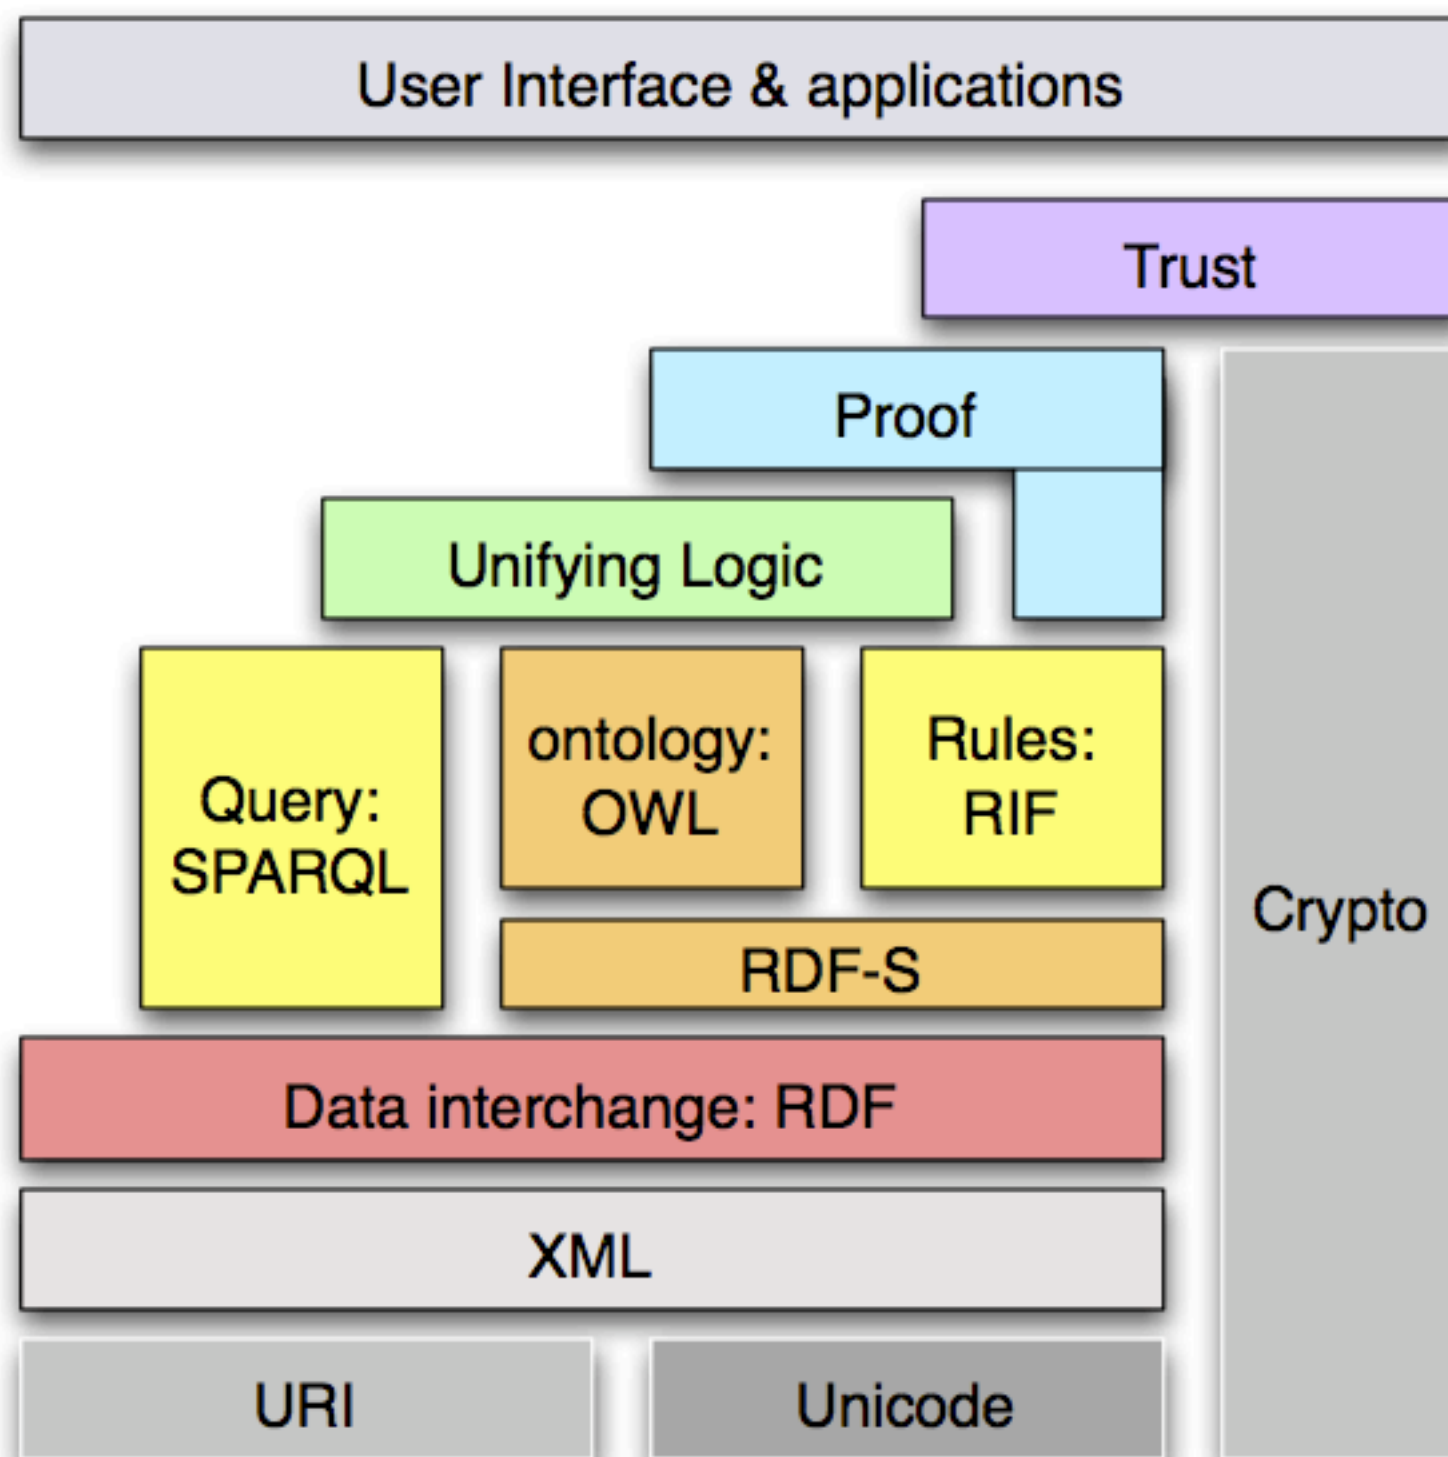 User Interface & applications
Trust
Proof
Unifying Logic
Query:
SPARQL
ontology:
OWL
Rules:
RIF
RDF-S
Crypto
Data interchange: RDF
XML
URI
Unicode